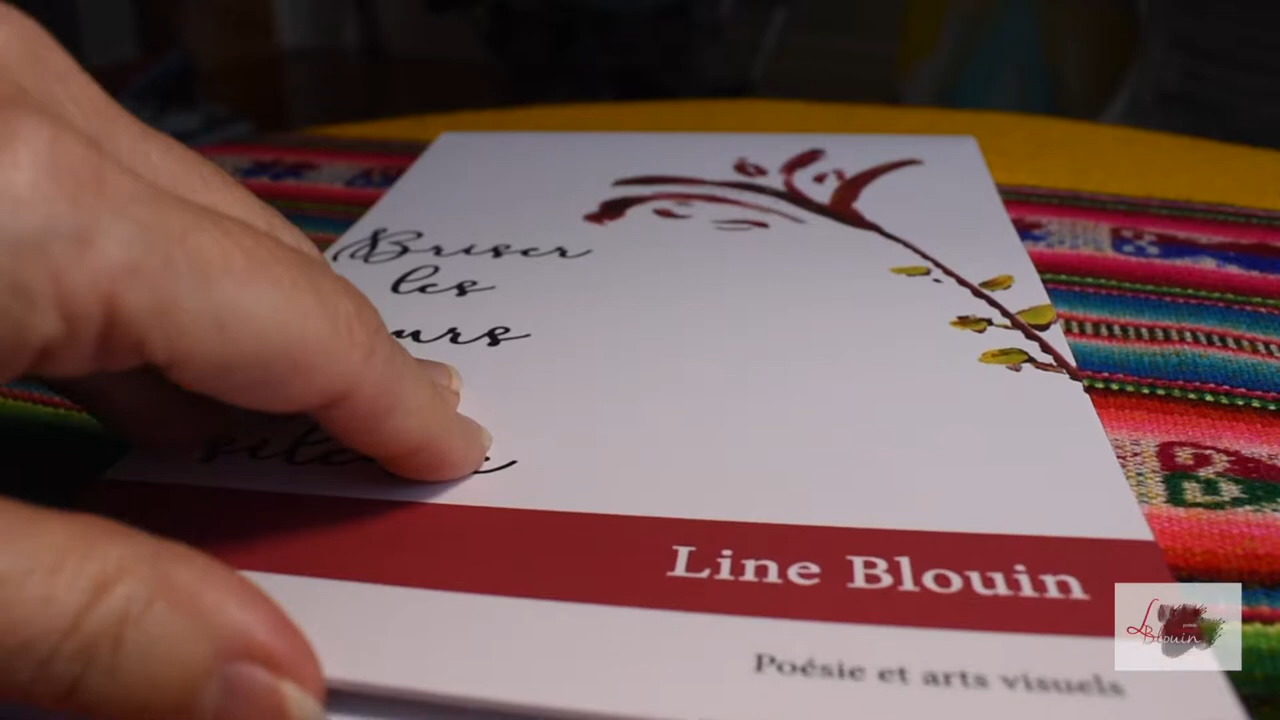 Briser
les
Line Blouin
Poésie et arts visuels
L
Blouin